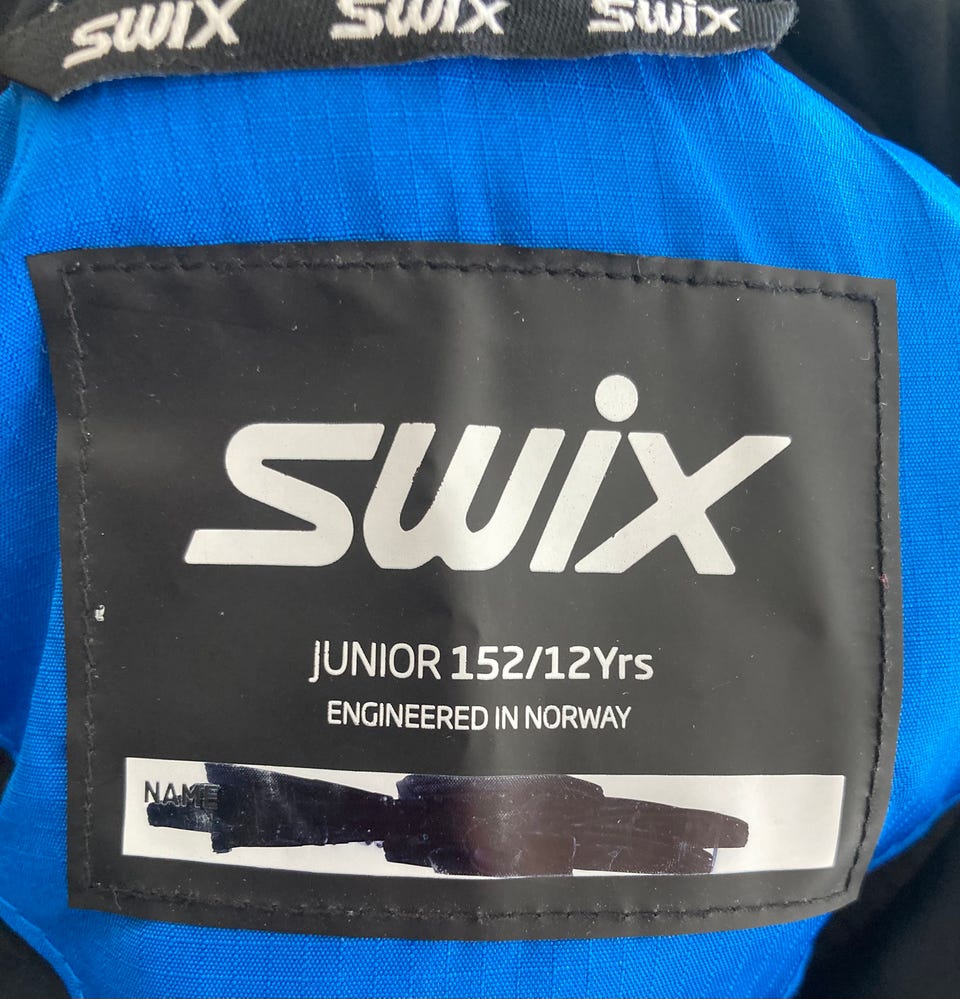 swix swix swix
swix
JUNIOR 152/12Yrs
ENGINEERED IN NORWAY
NAME